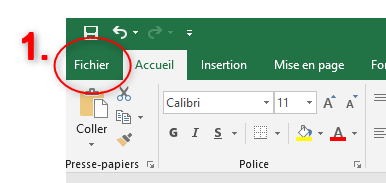 1.
Fichier Accueil Insertion Mise en page
Calibri 11 A A
Coller G I S A
Presse-papiers Police